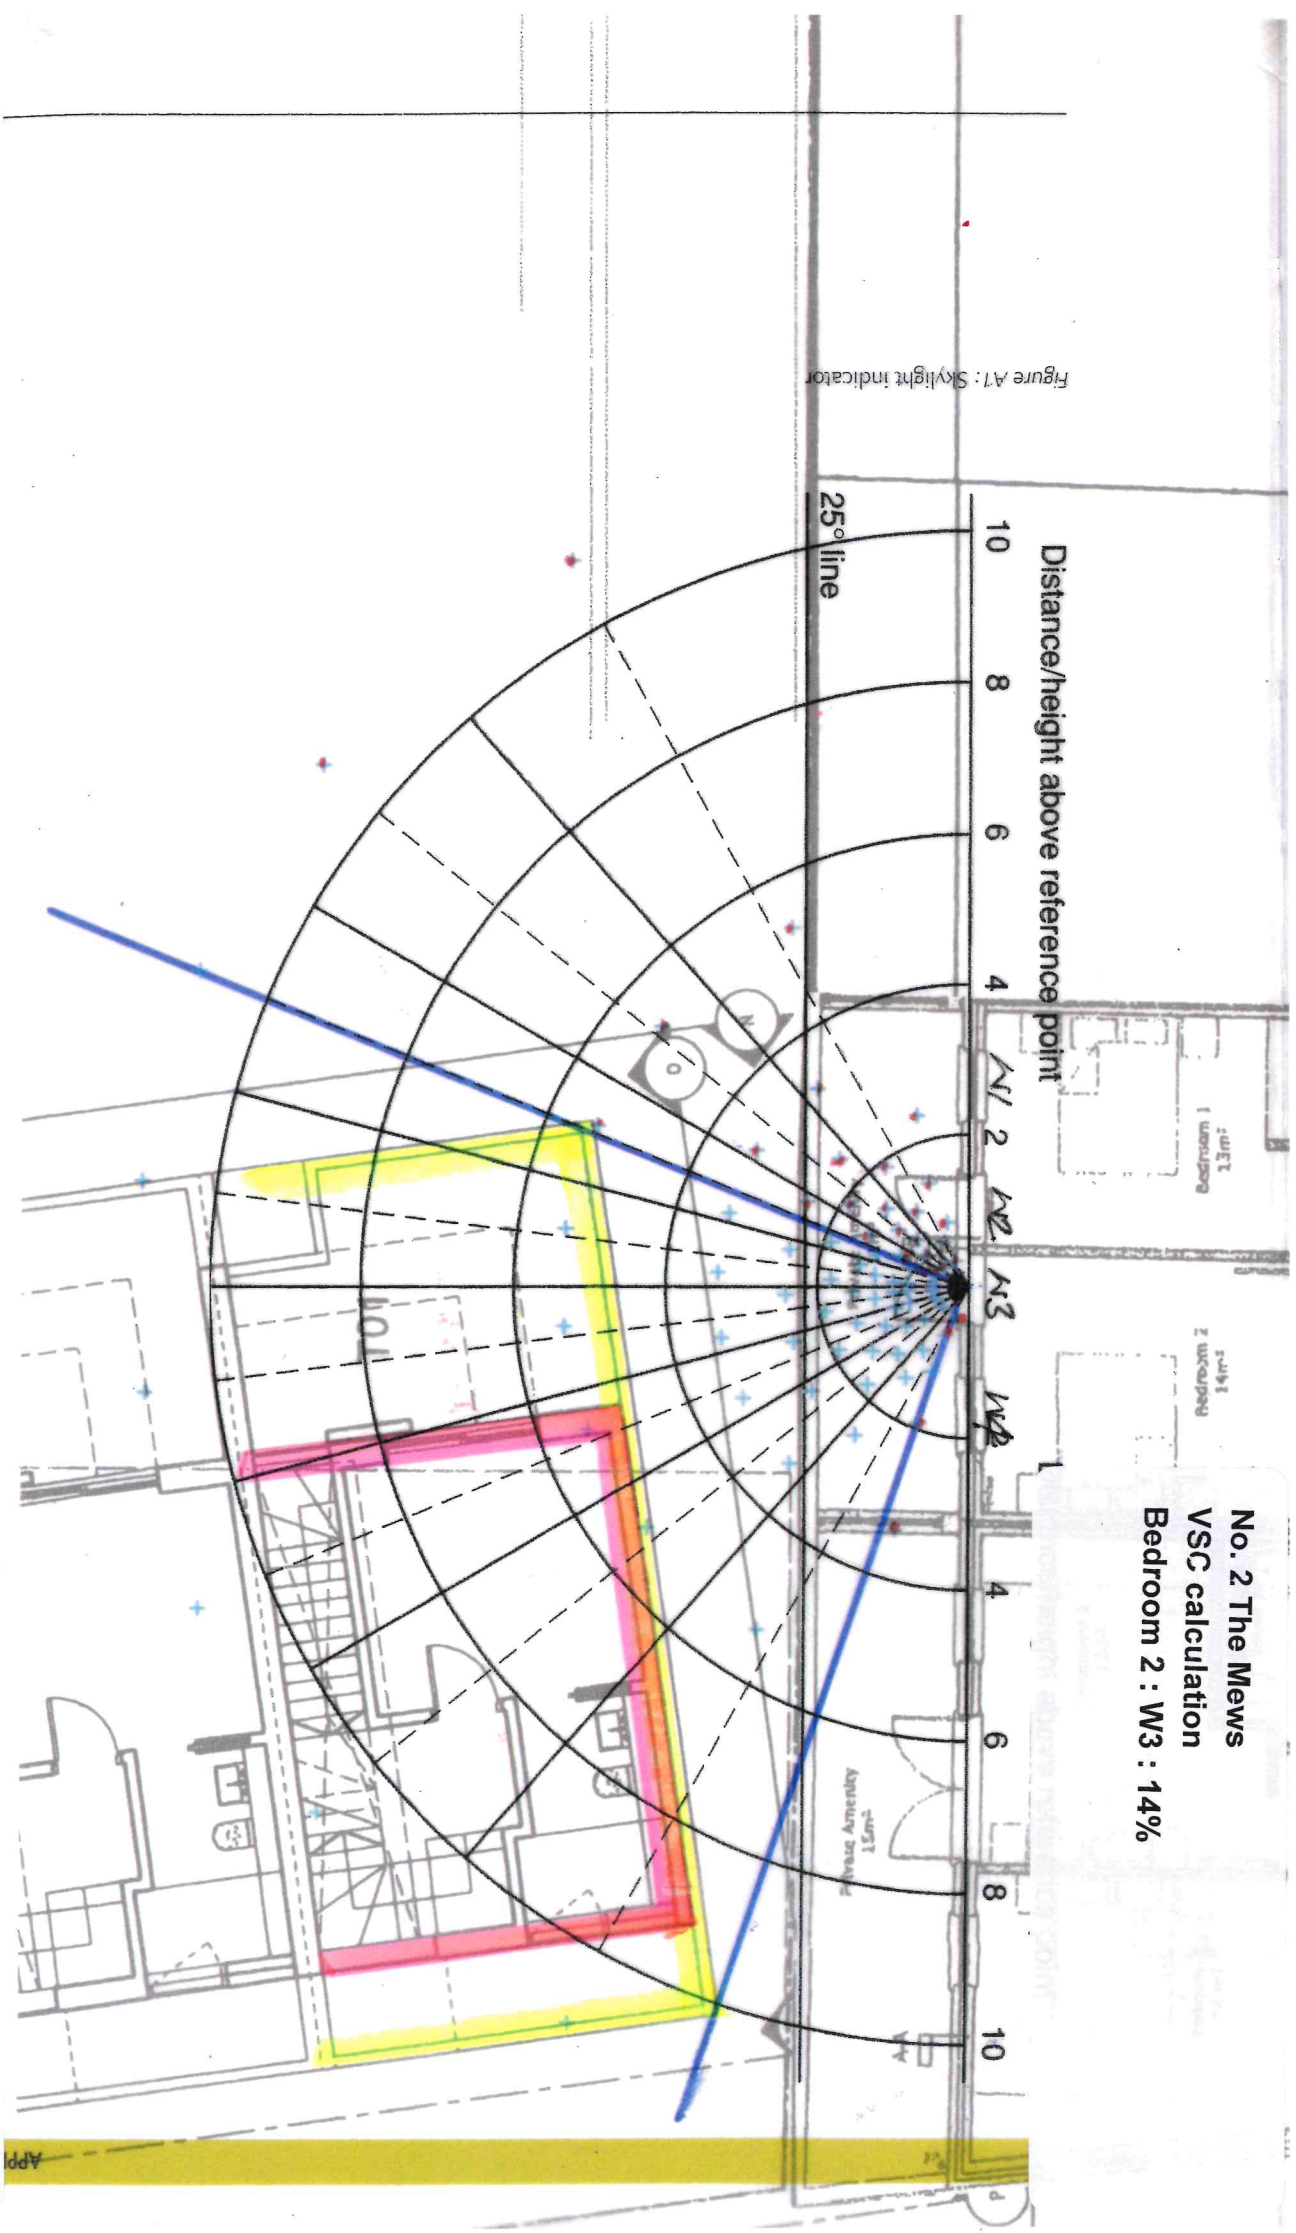 No. 2 The Mews
VSC calculation
Bedroom 2 : W3 : 14%
Distance/height above reference point
10
8
6
4
2
4
6
8
10
W1
W2
W3
25° line
Figure A1: Skylight indicator
Bedroom 1
13m²
Bedroom 2
14m²
Private Amenity
15m²
N
O
AA
P